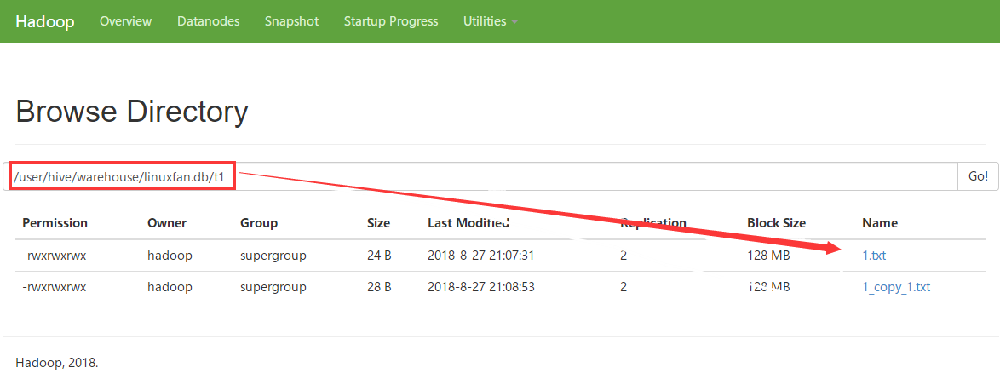 Hadoop Overview Datanodes Snapshot Startup Progress Utilities
Browse Directory
/user/hive/warehouse/linuxfan.db/t1 Go!
Permission Owner Group Size Last Modified Replication Block Size Name
-rwxrwxrwx hadoop supergroup 24 B 2018-8-27 21:07:31 2 128 MB 1.txt
-rwxrwxrwx hadoop supergroup 28 B 2018-8-27 21:08:53 2 128 MB 1_copy_1.txt
Hadoop, 2018.